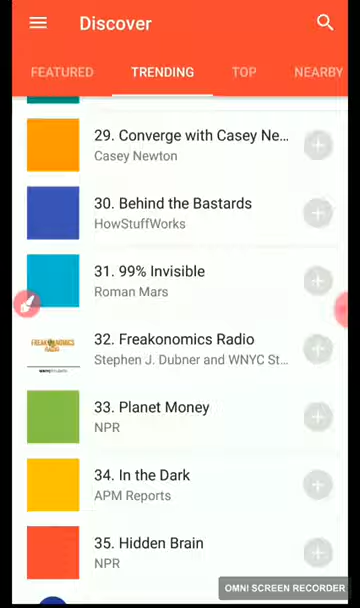 Discover
FEATURED
TRENDING
TOP
NEARBY
29. Converge with Casey Ne...
Casey Newton
30. Behind the Bastards
HowStuffWorks
31. 99% Invisible
Roman Mars
FREAKONOMICS
RADIO
32. Freakonomics Radio
Stephen J. Dubner and WNYC St...
33. Planet Money
NPR
34. In the Dark
APM Reports
35. Hidden Brain
NPR
OMNI SCREEN RECORDER